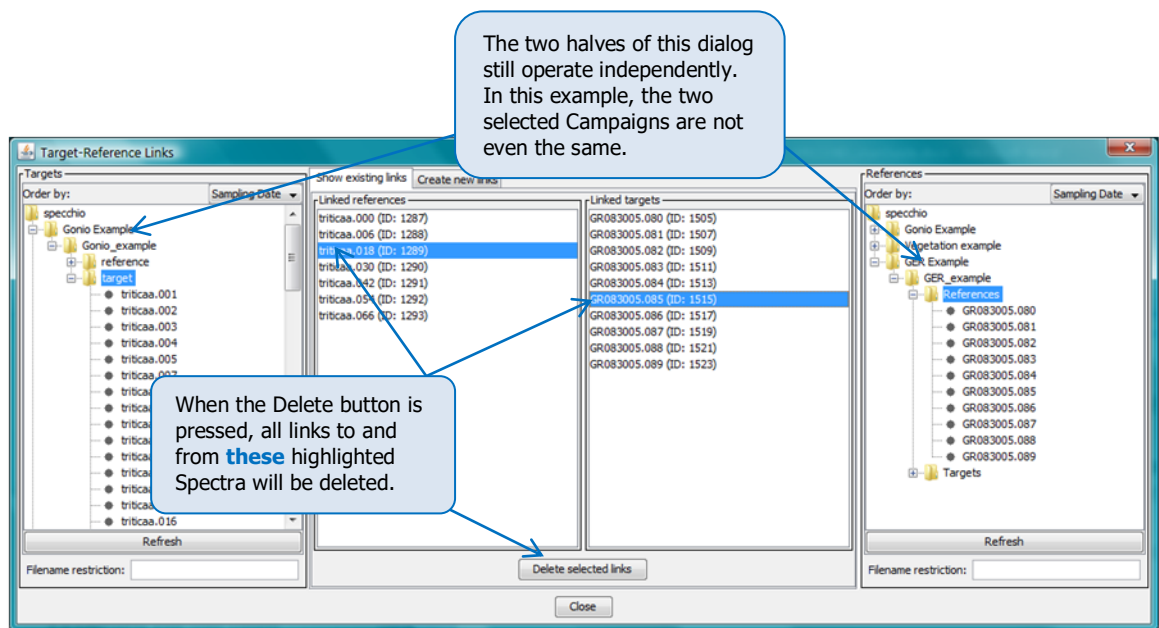 The two halves of this dialog
still operate independently.
In this example, the two
selected Campaigns are not
even the same.
Target-Reference Links
Targets
Order by:
Sampling Date
specchio
Gonio Example
Gonio_example
reference
target
triticaa.001
triticaa.002
triticaa.003
triticaa.004
triticaa.005
triticaa.016
Refresh
Filename restriction:
Show existing links
Create new links
Linked references
triticaa.000 (ID: 1287)
triticaa.006 (ID: 1288)
triticaa.018 (ID: 1289)
triticaa.030 (ID: 1290)
triticaa.042 (ID: 1291)
triticaa.054 (ID: 1292)
triticaa.066 (ID: 1293)
Linked targets
GR083005.080 (ID: 1505)
GR083005.081 (ID: 1507)
GR083005.082 (ID: 1509)
GR083005.083 (ID: 1511)
GR083005.084 (ID: 1513)
GR083005.085 (ID: 1515)
GR083005.086 (ID: 1517)
GR083005.087 (ID: 1519)
GR083005.088 (ID: 1521)
GR083005.089 (ID: 1523)
When the Delete button is
pressed, all links to and
from these highlighted
Spectra will be deleted.
Delete selected links
Close
References
Order by:
Sampling Date
specchio
Gonio Example
Vegetation example
GER Example
GER_example
References
GR083005.080
GR083005.081
GR083005.082
GR083005.083
GR083005.084
GR083005.085
GR083005.086
GR083005.087
GR083005.088
GR083005.089
Targets
Refresh
Filename restriction: